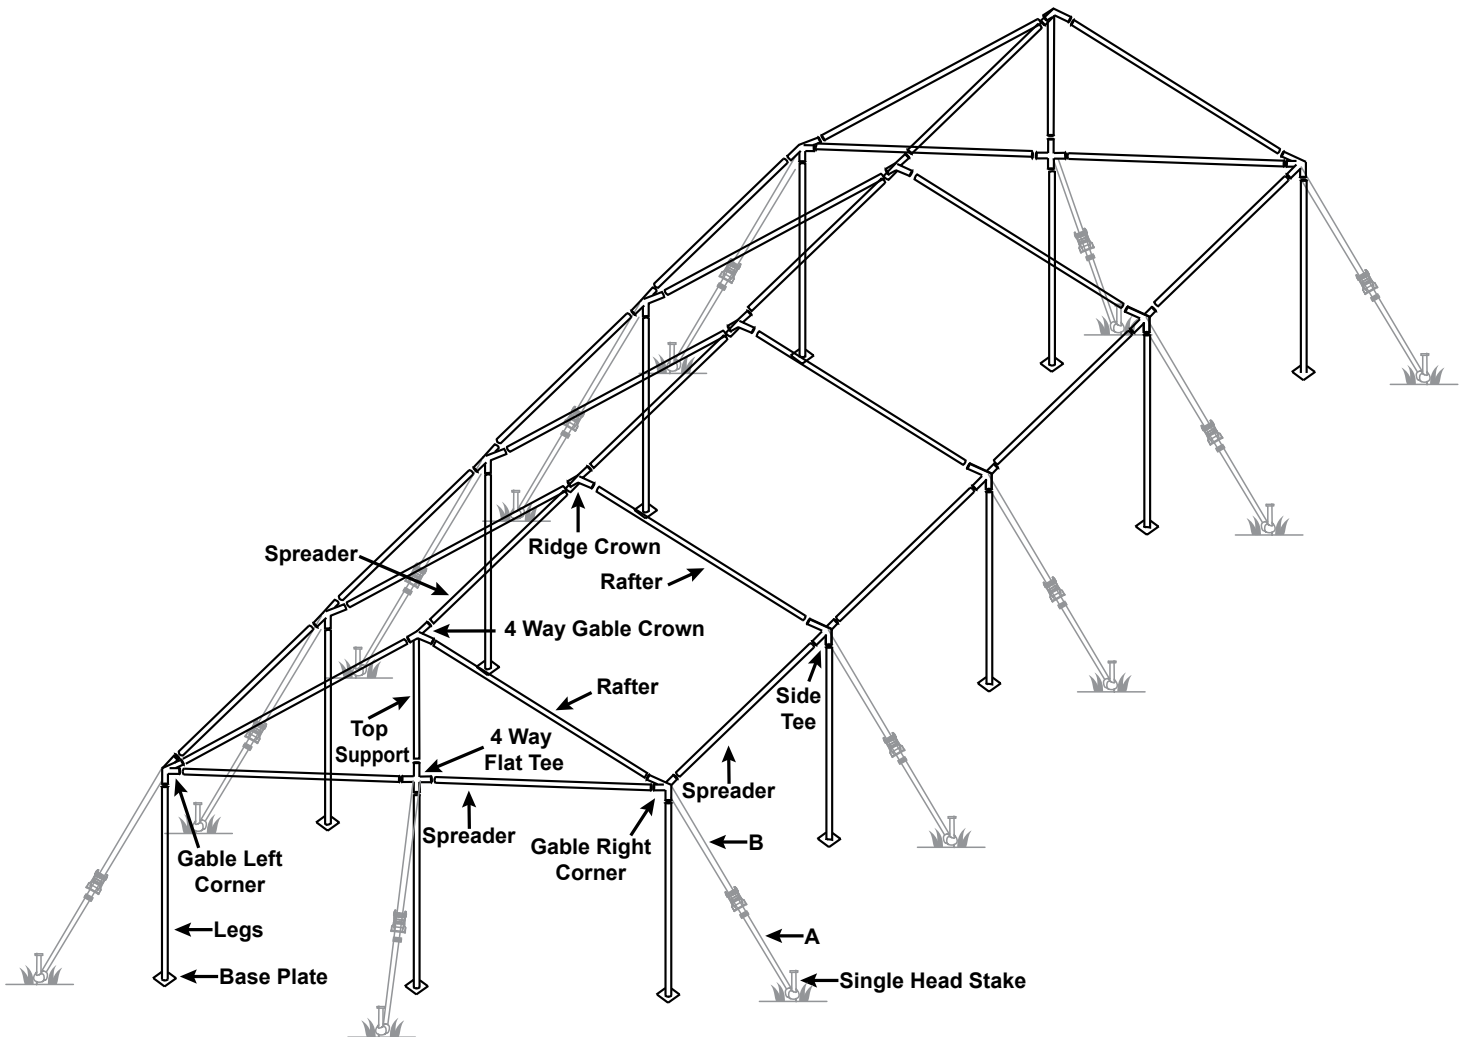 Spreader
Ridge Crown
Rafter
4 Way Gable Crown
Rafter
Side
Tee
Top
Support
4 Way
Flat Tee
Spreader
Spreader
Gable Right
Corner
B
Gable Left
Corner
Legs
A
Base Plate
Single Head Stake